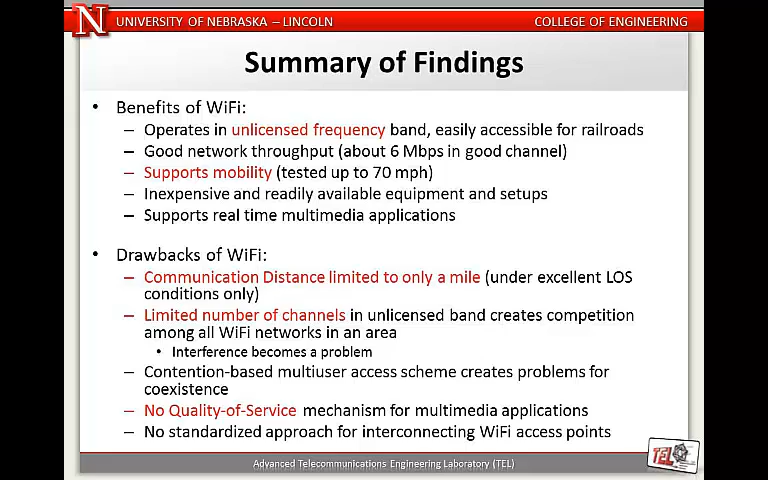 N UNIVERSITY OF NEBRASKA – LINCOLN COLLEGE OF ENGINEERING
Summary of Findings
• Benefits of WiFi:
– Operates in unlicensed frequency band, easily accessible for railroads
– Good network throughput (about 6 Mbps in good channel)
– Supports mobility (tested up to 70 mph)
– Inexpensive and readily available equipment and setups
– Supports real time multimedia applications
• Drawbacks of WiFi:
– Communication Distance limited to only a mile (under excellent LOS
conditions only)
– Limited number of channels in unlicensed band creates competition
among all WiFi networks in an area
• Interference becomes a problem
– Contention-based multiuser access scheme creates problems for
coexistence
– No Quality-of-Service mechanism for multimedia applications
– No standardized approach for interconnecting WiFi access points
Advanced Telecommunications Engineering Laboratory (TEL)
TEL